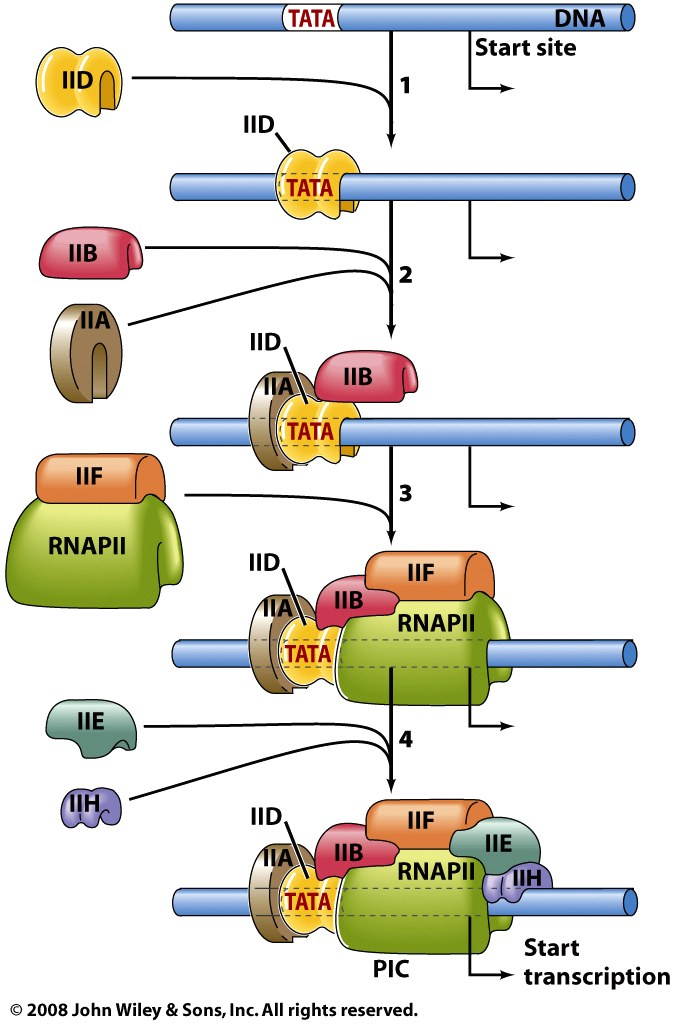 TATA
DNA
Start site
IID
1
IID
TATA
IIB
2
IIA
IID
IIA
IIB
TATA
IIF
3
RNAPII
IID
IIF
IIA
IIB
RNAPII
TATA
IIE
4
IIH
IID
IIF
IIA
IIB
IIE
RNAPII
IIH
TATA
PIC
Start
transcription
© 2008 John Wiley & Sons, Inc. All rights reserved.